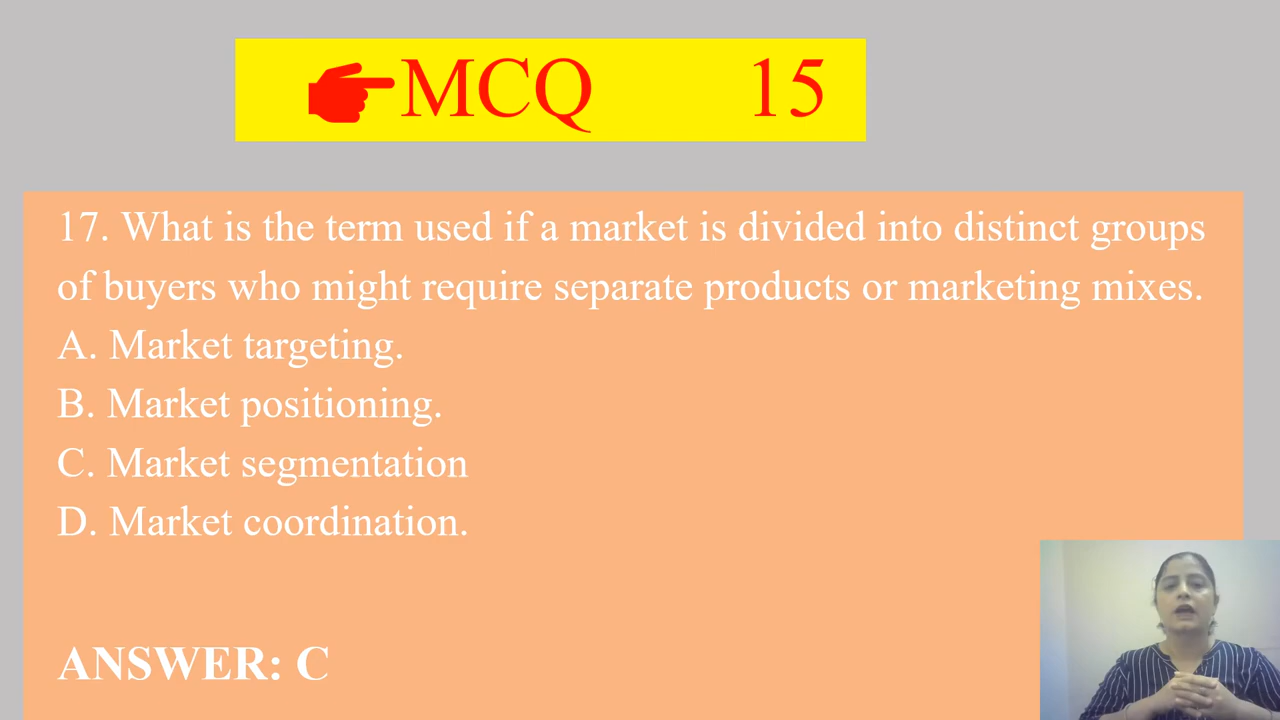 MCQ 15
17. What is the term used if a market is divided into distinct groups
of buyers who might require separate products or marketing mixes.
A. Market targeting.
B. Market positioning.
C. Market segmentation
D. Market coordination.
ANSWER: C